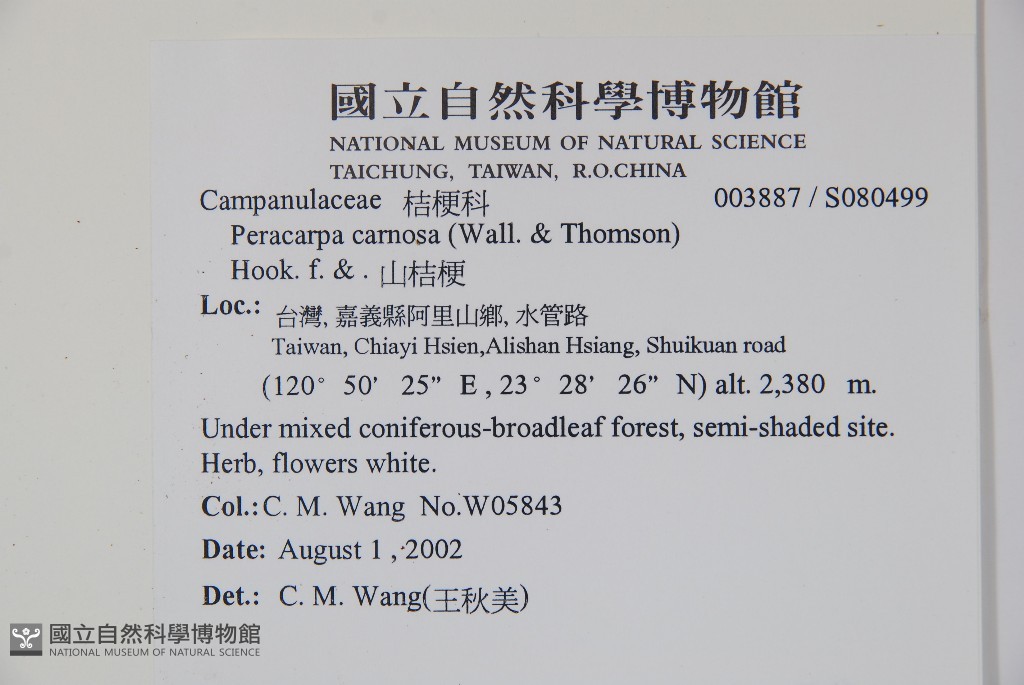 國立自然科學博物館
NATIONAL MUSEUM OF NATURAL SCIENCE
TAICHUNG, TAIWAN, R.O.CHINA
Campanulaceae 桔梗科 003887 / S080499
Peracarpa carnosa (Wall. & Thomson)
Hook. f. & . 山桔梗
Loc.: 台灣, 嘉義縣阿里山鄉, 水管路
Taiwan, Chiayi Hsien,Alishan Hsiang, Shuikuan road
(120° 50’ 25” E , 23° 28’ 26” N) alt. 2,380 m.
Under mixed coniferous-broadleaf forest, semi-shaded site.
Herb, flowers white.
Col.: C. M. Wang No.W05843
Date: August 1 , 2002
Det.: C. M. Wang(王秋美)
國立自然科學博物館
NATIONAL MUSEUM OF NATURAL SCIENCE